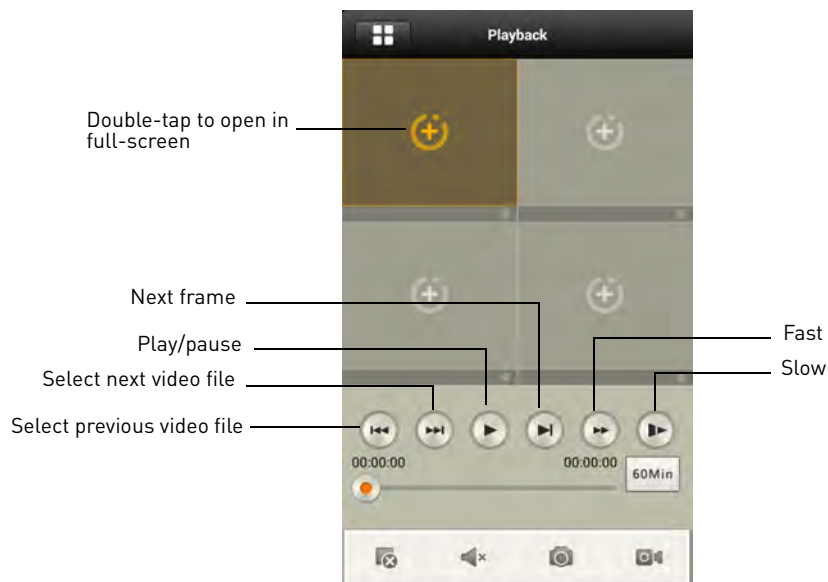 Playback
Double-tap to open in
full-screen
Next frame
Fast
Play/pause
Slow
Select next video file
Select previous video file
00:00:00
00:00:00
60Min